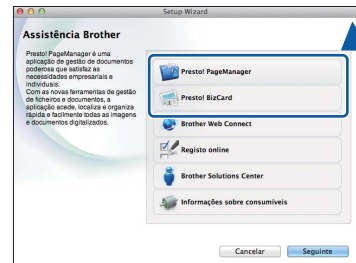 Setup Wizard
Assistência Brother
Presto! PageManager é uma
aplicação de gestão de documentos
poderosa que satisfaz as
necessidades empresariais e
individuais.
Com as novas ferramentas de gestão
de ficheiros e documentos, a
aplicação acede, localiza e organiza
rápida e facilmente todas as imagens
e documentos digitalizados.
Presto! PageManager
Presto! BizCard
Brother Web Connect
Registo online
Brother Solutions Center
Informações sobre consumíveis
Cancelar
Seguinte